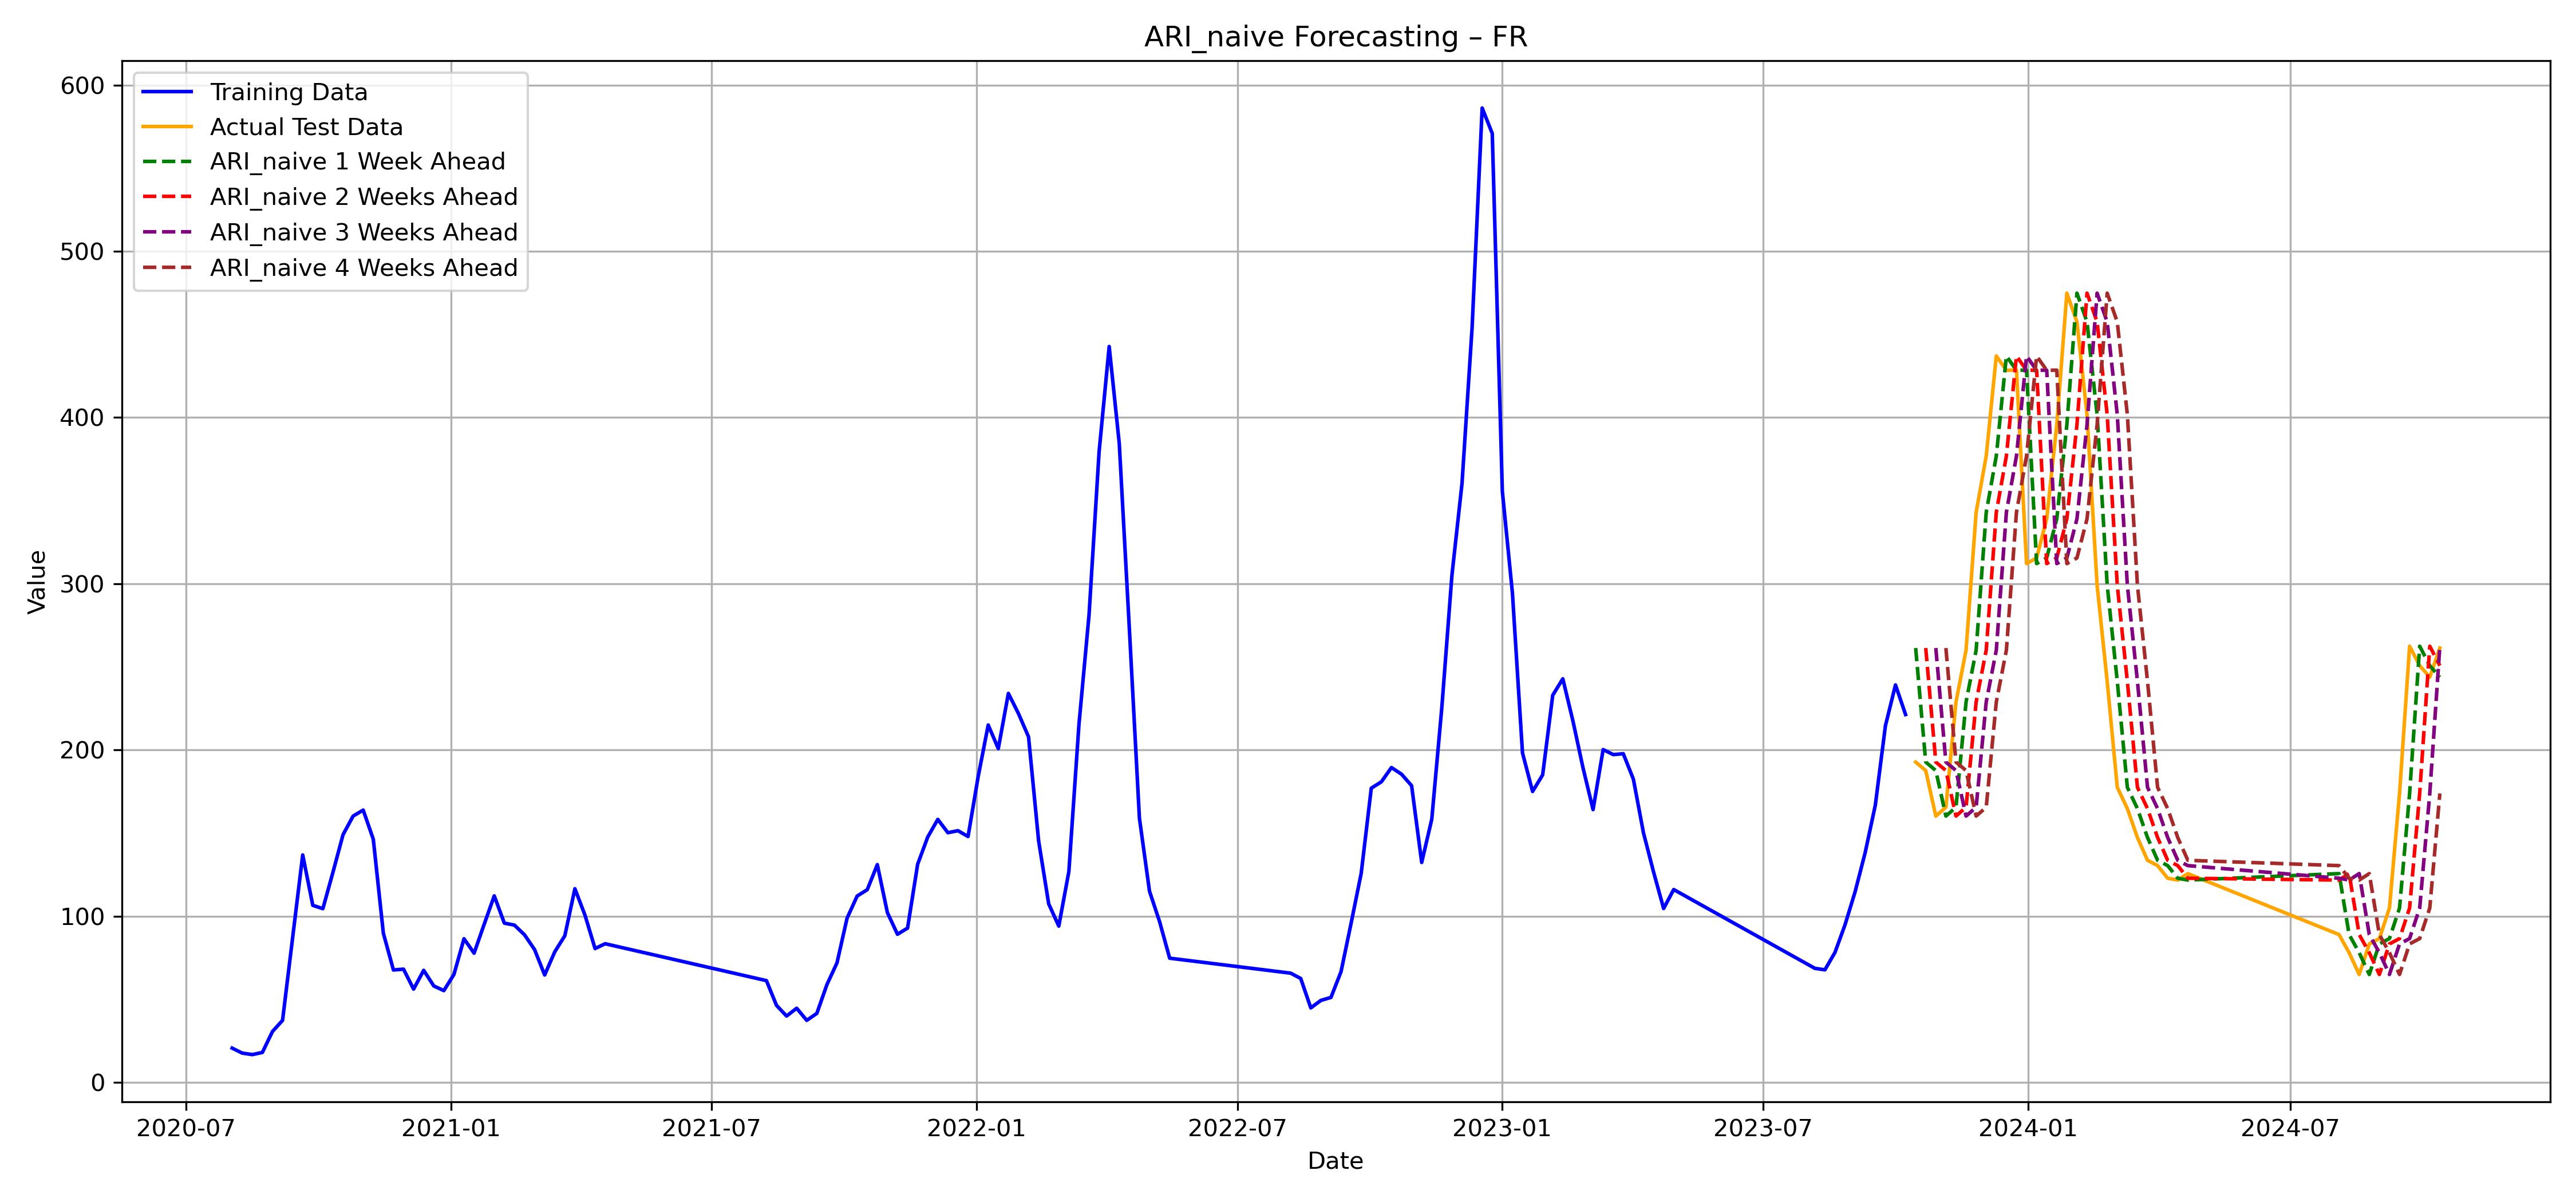 ARI_naive Forecasting – FR
Training Data
Actual Test Data
ARI_naive 1 Week Ahead
ARI_naive 2 Weeks Ahead
ARI_naive 3 Weeks Ahead
ARI_naive 4 Weeks Ahead
600
500
400
300
200
100
0
Value
2020-07 2021-01 2021-07 2022-01 2022-07 2023-01 2023-07 2024-01 2024-07
Date